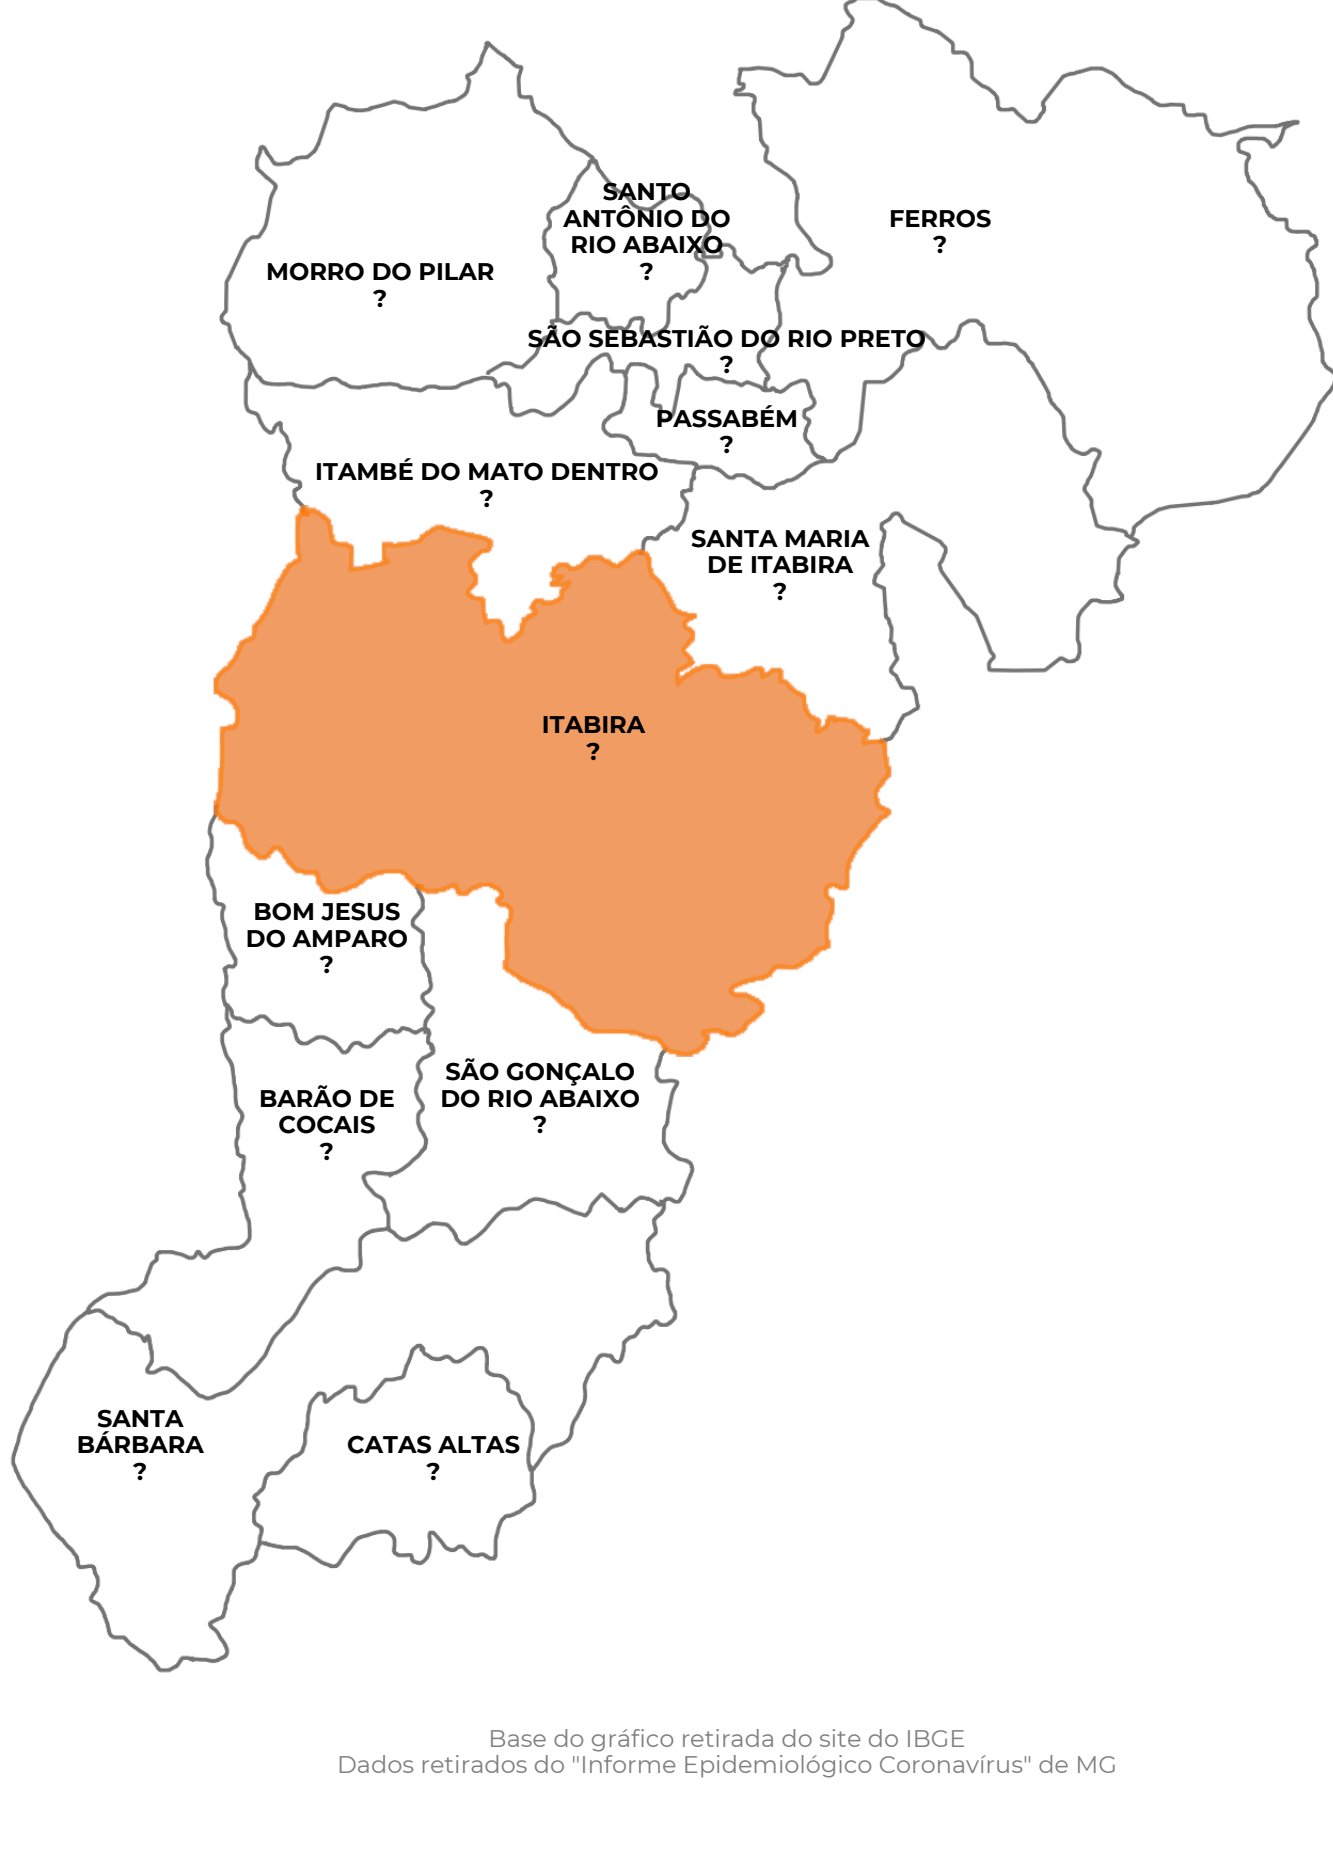 SANTO
ANTÔNIO DO
RIO ABAIXO
?
FERROS
?
MORRO DO PILAR
?
SÃO SEBASTIÃO DO RIO PRETO
?
PASSABÉM
?
ITAMBÉ DO MATO DENTRO
?
SANTA MARIA
DE ITABIRA
?
ITABIRA
?
BOM JESUS
DO AMPARO
?
SÃO GONÇALO
DO RIO ABAIXO
?
BARÃO DE
COCAIS
?
SANTA
BÁRBARA
?
CATAS ALTAS
?
Base do gráfico retirada do site do IBGE
Dados retirados do "Informe Epidemiológico Coronavírus" de MG